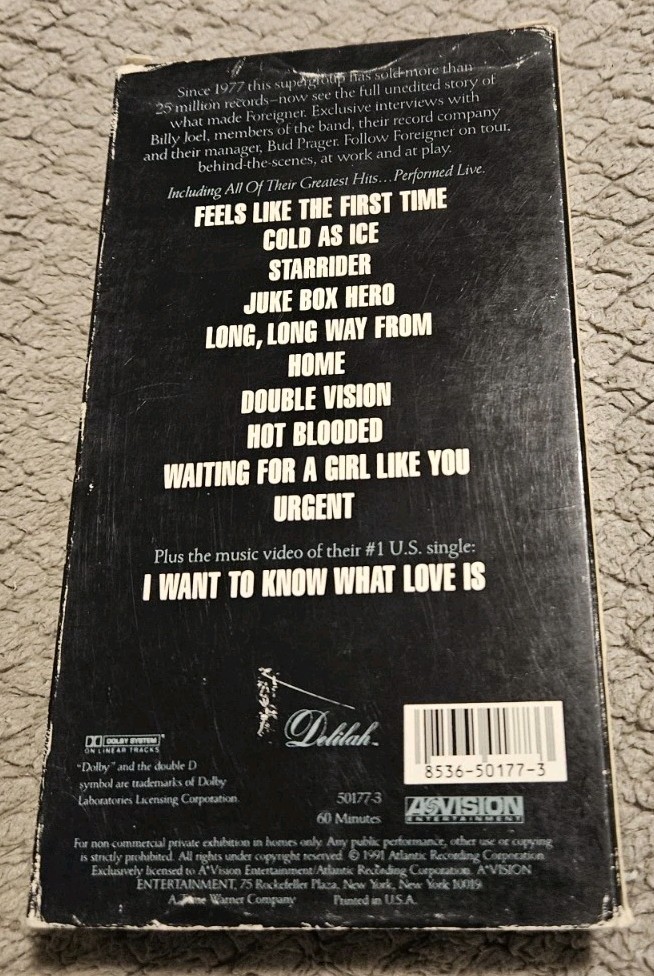 Since 1977 this supergroup has sold more than
25 million records–now see the full unedited story of
what made Foreigner. Exclusive interviews with
Billy Joel, members of the band, their record company
and their manager, Bud Prager. Follow Foreigner on tour,
behind-the-scenes, at work and at play.
Including All Of Their Greatest Hits...Performed Live.
FEELS LIKE THE FIRST TIME
COLD AS ICE
STARRIDER
JUKE BOX HERO
LONG, LONG WAY FROM
HOME
DOUBLE VISION
HOT BLOODED
WAITING FOR A GIRL LIKE YOU
URGENT
Plus the music video of their #1 U.S. single:
I WANT TO KNOW WHAT LOVE IS
Delilah™
DOLBY SYSTEM®
ON LINEAR TRACKS
"Dolby" and the double D
symbol are trademarks of Dolby
Laboratories Licensing Corporation.
50177-3
60 Minutes
8536-50177-3
A*VISION
ENTERTAINMENT
For non-commercial private exhibition in homes only. Any public performance, other use or copying
is strictly prohibited. All rights under copyright reserved. © 1991 Atlantic Recording Corporation
Exclusively licensed to A*Vision Entertainment/Atlantic Recording Corporation. A*VISION
ENTERTAINMENT, 75 Rockefeller Plaza, New York, New York 10019
A Time Warner Company Printed in U.S.A.